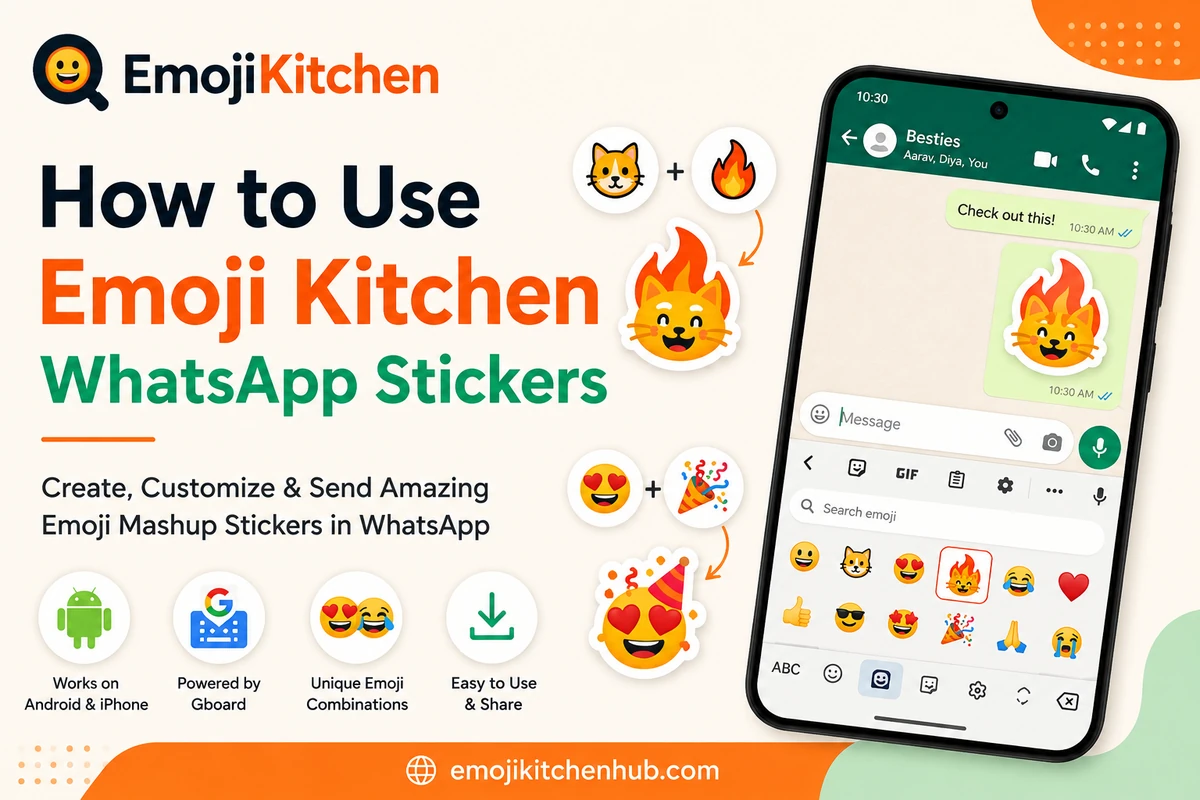 EmojiKitchen
How to Use
Emoji Kitchen
WhatsApp Stickers
Create, Customize & Send Amazing
Emoji Mashup Stickers in WhatsApp
Works on
Android & iPhone
Powered by
Gboard
Unique Emoji
Combinations
Easy to Use
& Share
+
+
10:30
Besties
Aarav, Diya, You
Check out this! 10:30 AM
10:30 AM
Message
GIF
Search emoji
ABC
emojikitchenhub.com